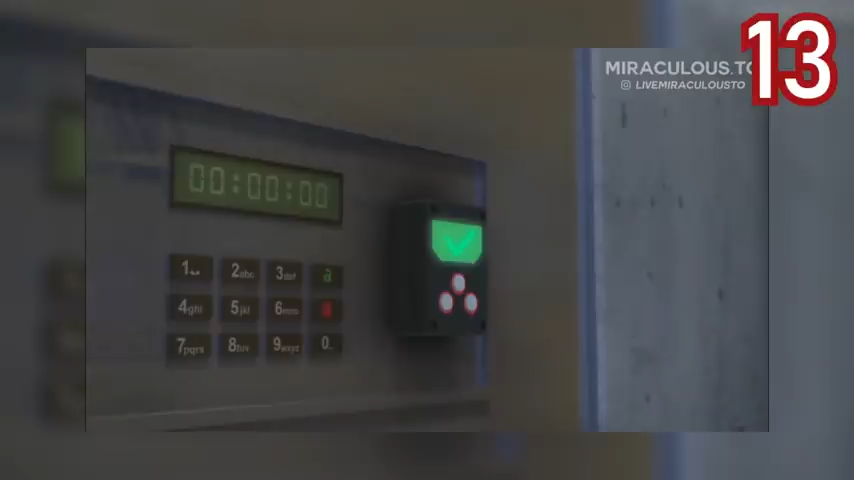 13
MIRACULOUS.TO
LIVEMIRACULOUSTO
00:00:00
1 2abc 3def a
4ghi 5jkl 6mno
7pqrs 8tuv 9wxyz 0